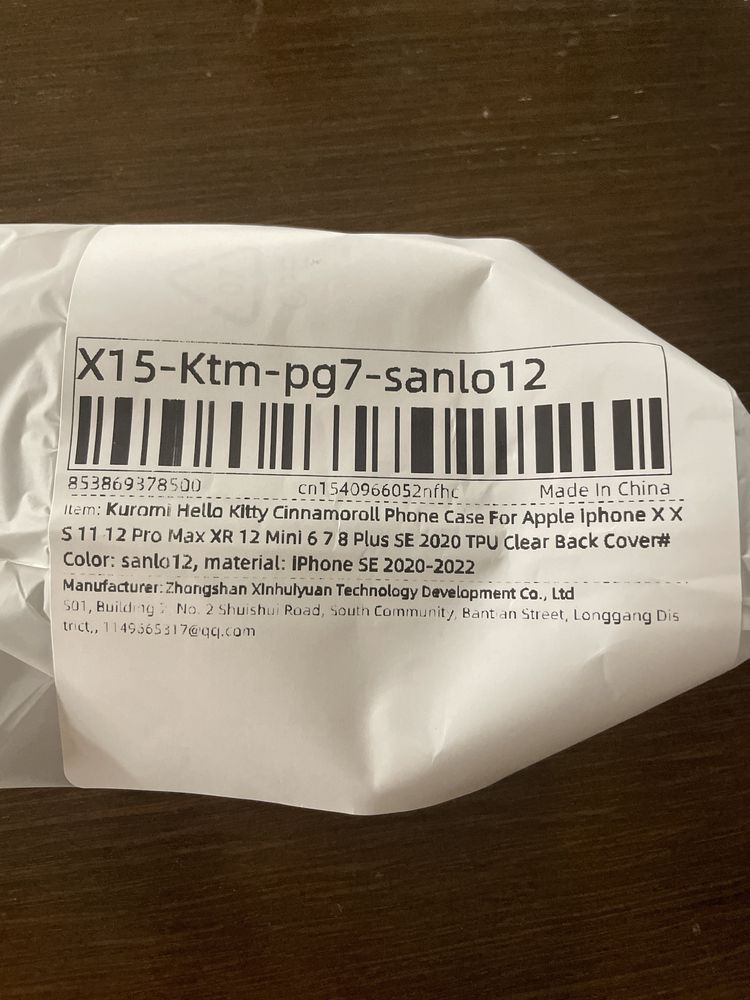 X15-Ktm-pg7-sanlo12
853869378500 cn1540966052nfhc Made In China
Item: Kuromi Hello Kitty Cinnamoroll Phone Case For Apple iphone X X
S 11 12 Pro Max XR 12 Mini 6 7 8 Plus SE 2020 TPU Clear Back Cover#
Color: sanlo12, material: IPhone SE 2020-2022
Manufacturer: Zhongshan Xinhuiyuan Technology Development Co., Ltd
501, Building No. 2 Shuishui Road, South Community, Bantian Street, Longgang Dis
trict,, 1149565317@qq.com